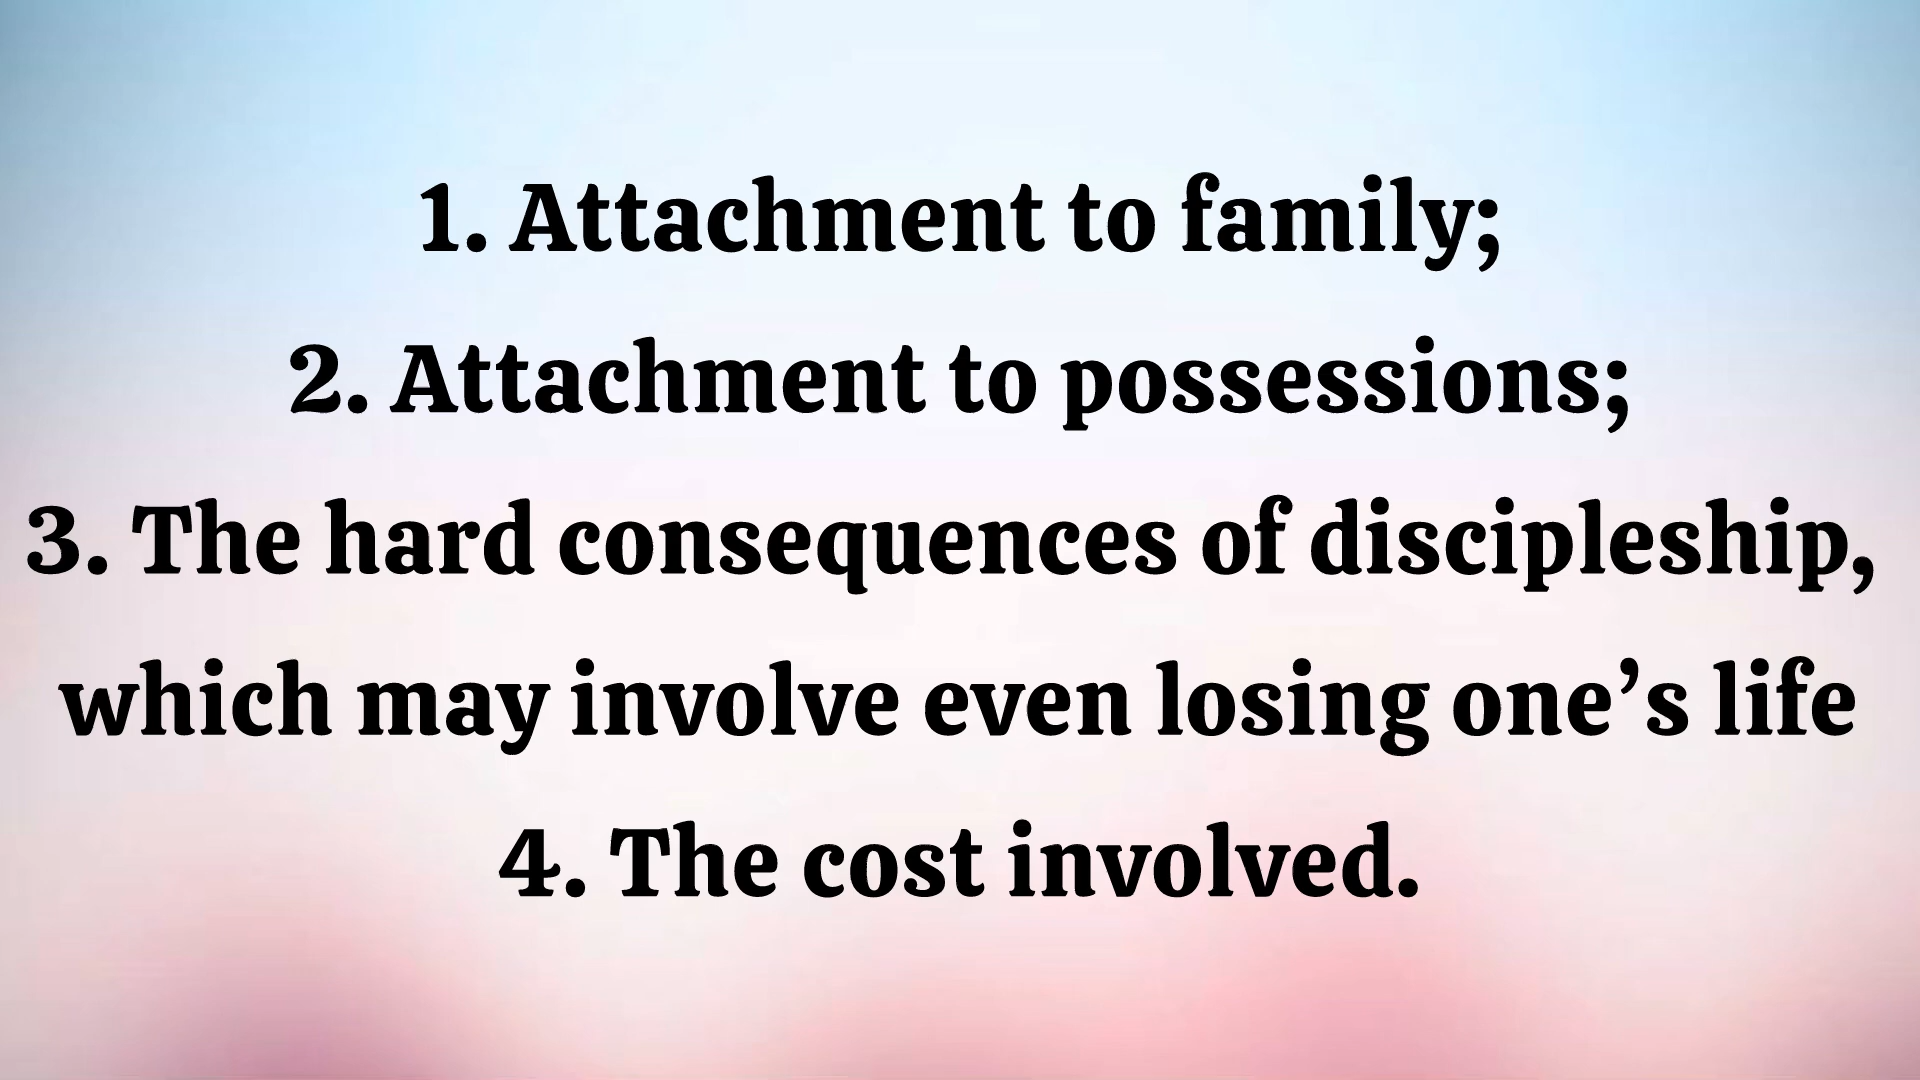 1. Attachment to family;
2. Attachment to possessions;
3. The hard consequences of discipleship,
which may involve even losing one’s life
4. The cost involved.